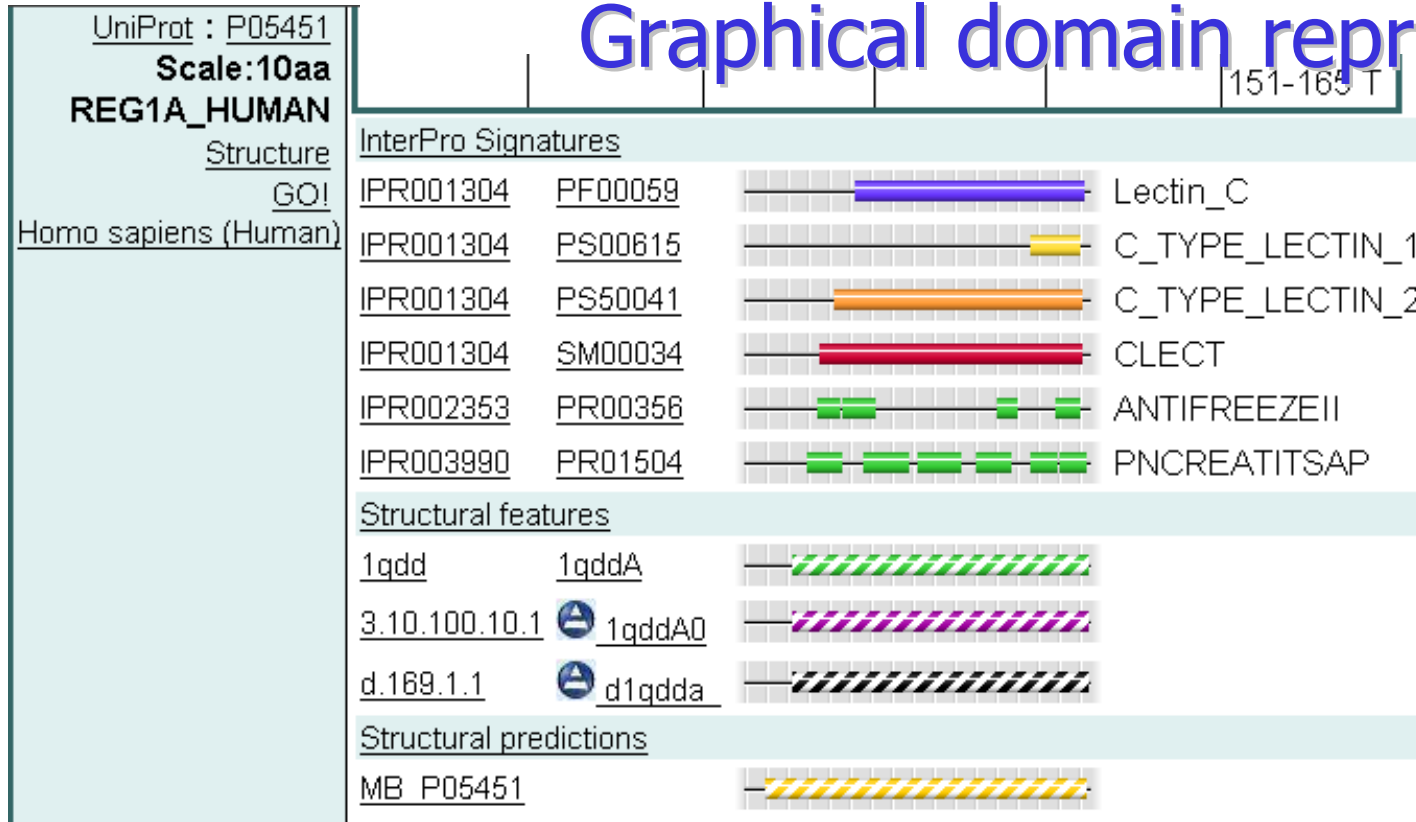 Graphical domain repr
UniProt : P05451
Scale:10aa
REG1A_HUMAN
Structure
GO!
Homo sapiens (Human)
151-165 T
InterPro Signatures
IPR001304 PF00059 Lectin_C
IPR001304 PS00615 C_TYPE_LECTIN_1
IPR001304 PS50041 C_TYPE_LECTIN_2
IPR001304 SM00034 CLECT
IPR002353 PR00356 ANTIFREEZEII
IPR003990 PR01504 PNCREATITSAP
Structural features
1qdd 1qddA
3.10.100.10.1 1qddA0
d.169.1.1 d1qdda_
Structural predictions
MB_P05451